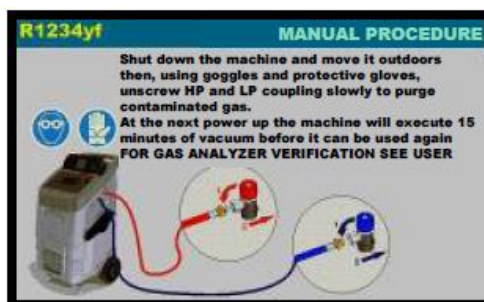 R1234yf MANUAL PROCEDURE
Shut down the machine and move it outdoors
then, using goggles and protective gloves,
unscrew HP and LP coupling slowly to purge
contaminated gas.
At the next power up the machine will execute 15
minutes of vacuum before it can be used again
FOR GAS ANALYZER VERIFICATION SEE USER